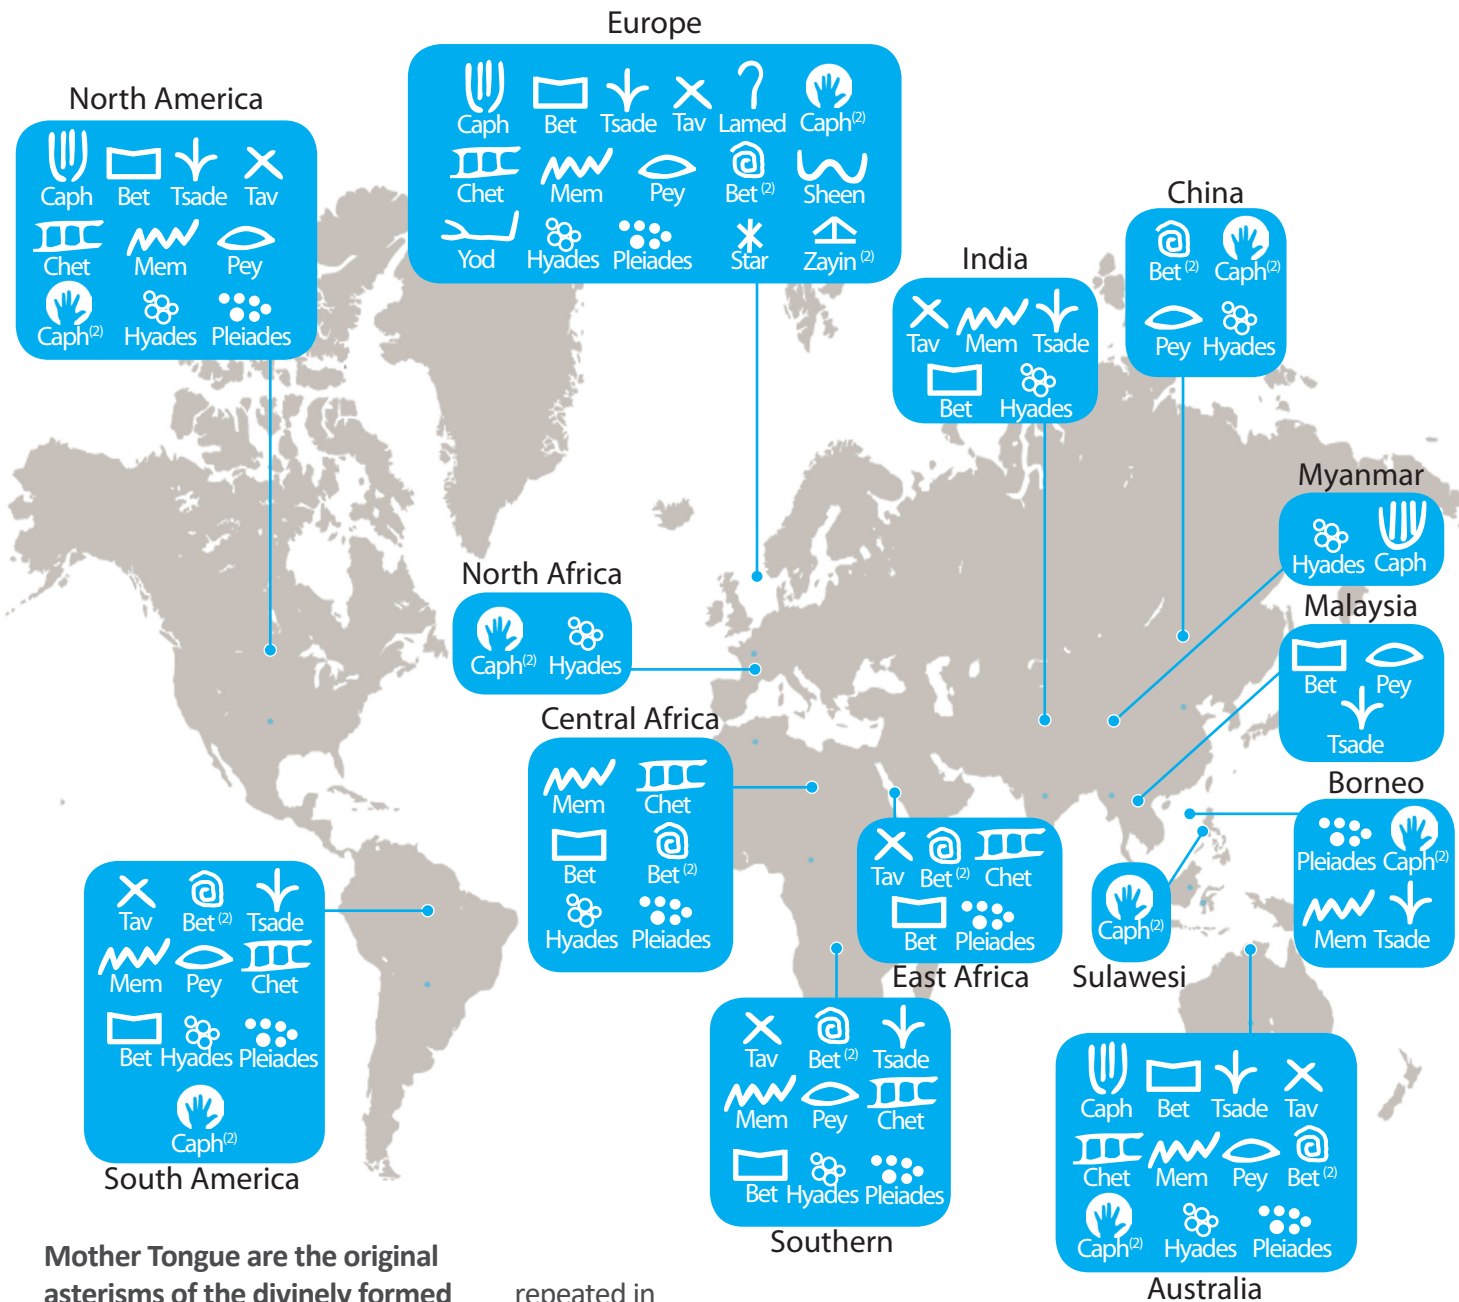 Europe
Caph Bet Tsade Tav Lamed Caph(2)
Chet Mem Pey Bet (2) Sheen
Yod Hyades Pleiades Star Zayin (2)
North America
Caph Bet Tsade Tav
Chet Mem Pey
Caph(2) Hyades Pleiades
China
Bet (2) Caph(2)
Pey Hyades
India
Tav Mem Tsade
Bet Hyades
Myanmar
Hyades Caph
North Africa
Caph(2) Hyades
Malaysia
Bet Pey
Tsade
Central Africa
Mem Chet
Bet Bet (2)
Hyades Pleiades
Borneo
Pleiades Caph(2)
Mem Tsade
Tav Bet (2) Chet
Bet Pleiades
East Africa
Caph(2)
Sulawesi
Tav Bet (2) Tsade
Mem Pey Chet
Bet Hyades Pleiades
Caph(2)
South America
Tav Bet (2) Tsade
Mem Pey Chet
Bet Hyades Pleiades
Southern
Caph Bet Tsade Tav
Chet Mem Pey Bet (2)
Caph(2) Hyades Pleiades
Australia
Mother Tongue are the original
asterisms of the divinely formed
repeated in